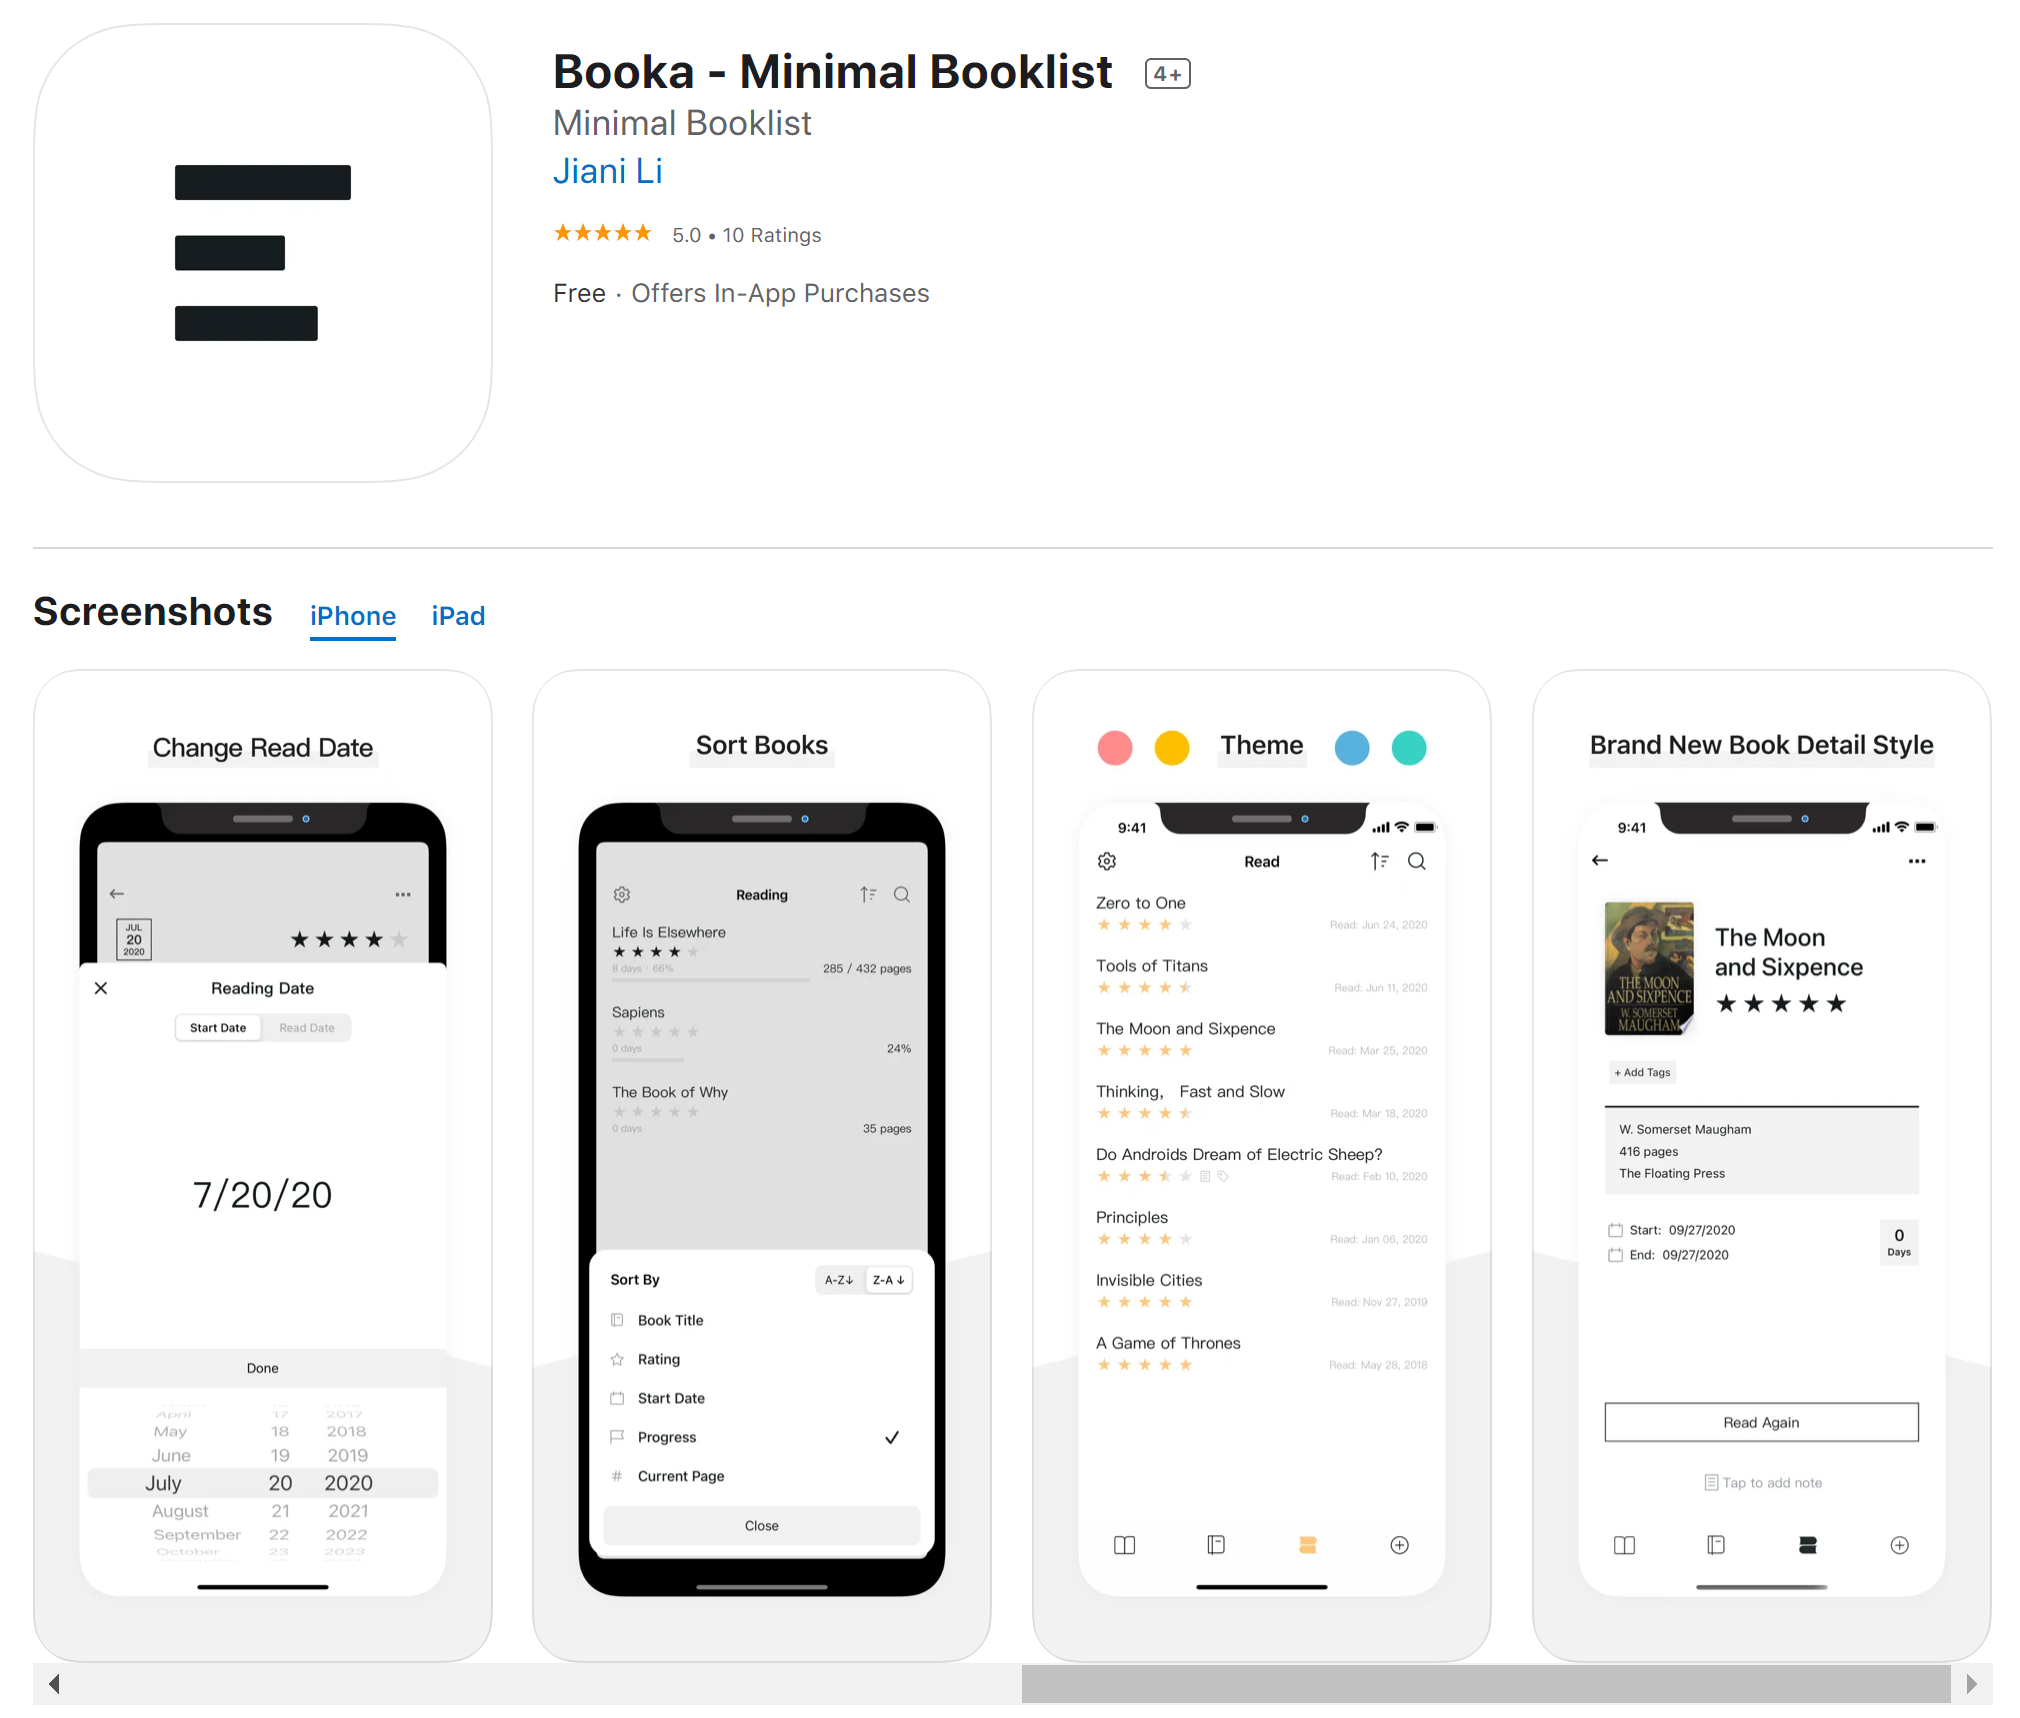 Booka - Minimal Booklist 4+
Minimal Booklist
Jiani Li
5.0 • 10 Ratings
Free · Offers In-App Purchases
Screenshots iPhone iPad
Change Read Date
JUL
20
2020
Reading Date
Start Date Read Date
7/20/20
Done
April 17 2017
May 18 2018
June 19 2019
July 20 2020
August 21 2021
September 22 2022
October 23 2023
Sort Books
Reading
Life Is Elsewhere
8 days · 66% 285 / 432 pages
Sapiens
0 days 24%
The Book of Why
0 days 35 pages
Sort By A-Z↓ Z-A↓
Book Title
Rating
Start Date
Progress
# Current Page
Close
Theme
9:41
Read
Zero to One
Read: Jun 24, 2020
Tools of Titans
Read: Jun 11, 2020
The Moon and Sixpence
Read: Mar 25, 2020
Thinking, Fast and Slow
Read: Mar 18, 2020
Do Androids Dream of Electric Sheep?
Read: Feb 10, 2020
Principles
Read: Jan 06, 2020
Invisible Cities
Read: Nov 27, 2019
A Game of Thrones
Read: May 28, 2018
Brand New Book Detail Style
9:41
THE MOON
AND SIXPENCE
W. SOMERSET
MAUGHAM
The Moon
and Sixpence
+ Add Tags
W. Somerset Maugham
416 pages
The Floating Press
Start: 09/27/2020
End: 09/27/2020
0
Days
Read Again
Tap to add note